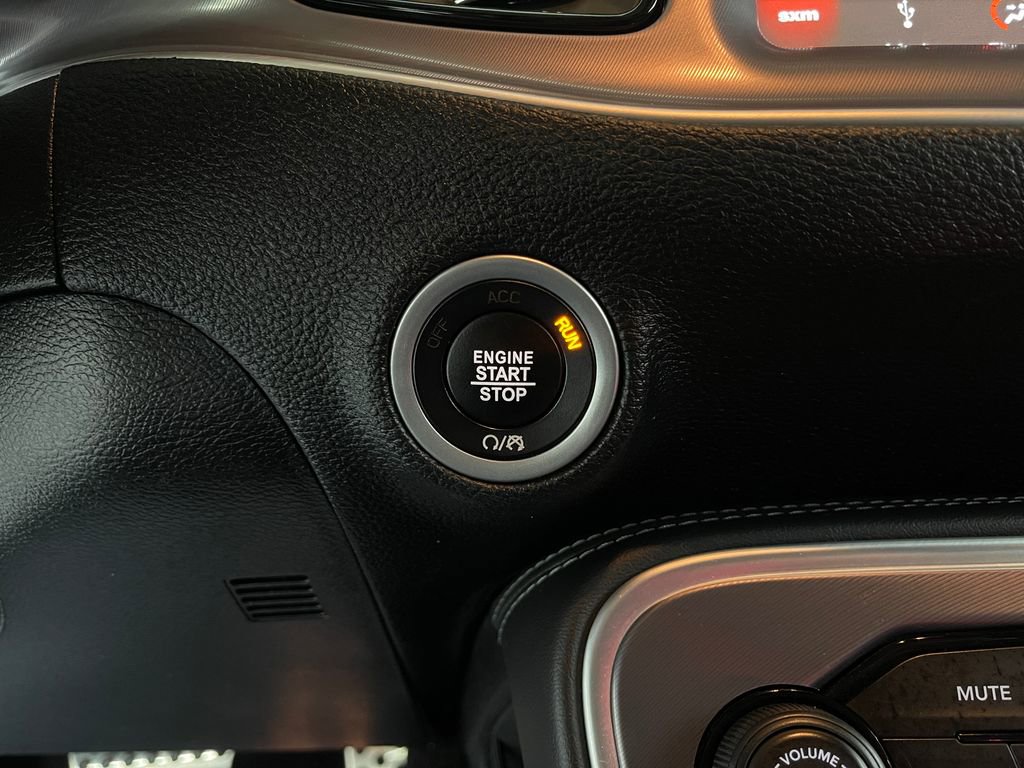 sxm
ACC
OFF
RUN
ENGINE
START
STOP
MUTE
VOLUME